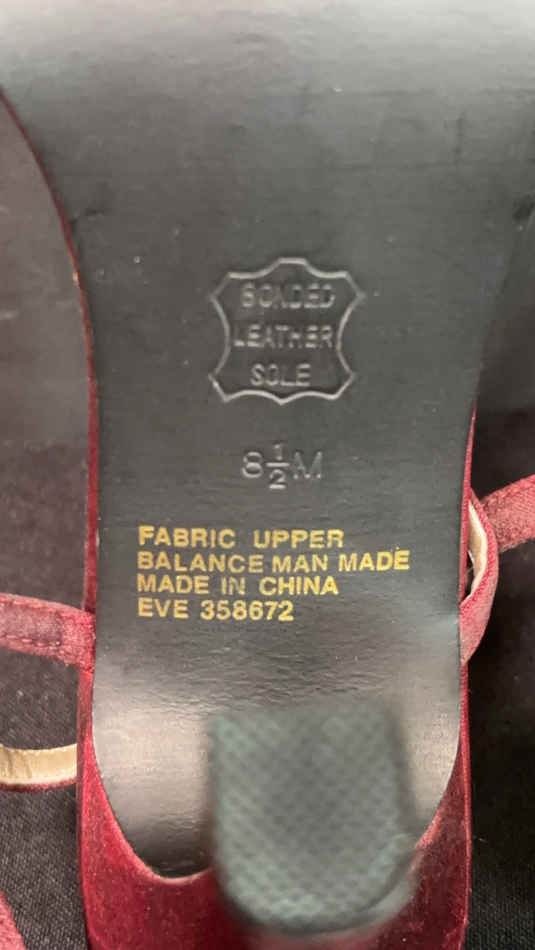 BONDED
LEATHER
SOLE
8½M
FABRIC UPPER
BALANCE MAN MADE
MADE IN CHINA
EVE 358672